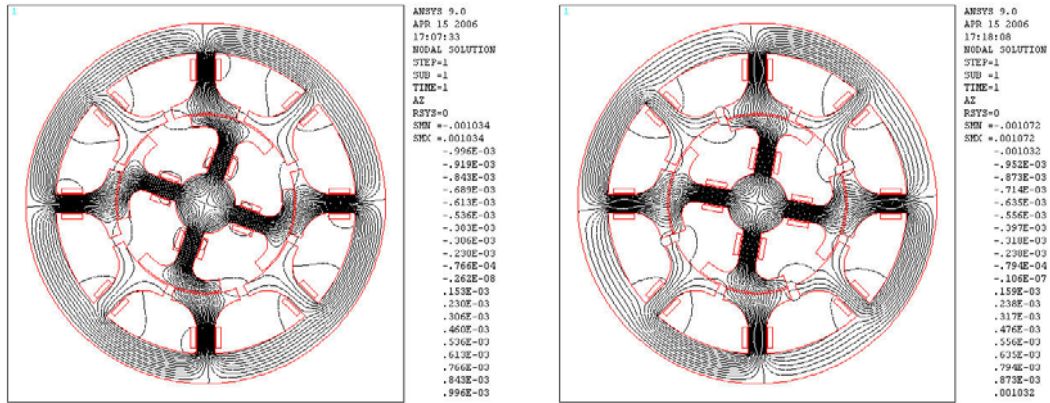 1
ANSYS 9.0
APR 15 2006
17:07:33
NODAL SOLUTION
STEP=1
SUB =1
TIME=1
AZ
RSYS=0
SMN =-.001034
SMX =.001034
-.996E-03
-.919E-03
-.843E-03
-.689E-03
-.613E-03
-.536E-03
-.383E-03
-.306E-03
-.230E-03
-.766E-04
-.262E-08
.153E-03
.230E-03
.306E-03
.460E-03
.536E-03
.613E-03
.766E-03
.843E-03
.996E-03
1
ANSYS 9.0
APR 15 2006
17:18:08
NODAL SOLUTION
STEP=1
SUB =1
TIME=1
AZ
RSYS=0
SMN =-.001072
SMX =.001072
-.001032
-.952E-03
-.873E-03
-.714E-03
-.635E-03
-.556E-03
-.397E-03
-.318E-03
-.238E-03
-.794E-04
-.106E-07
.159E-03
.238E-03
.317E-03
.476E-03
.556E-03
.635E-03
.794E-03
.873E-03
.001032